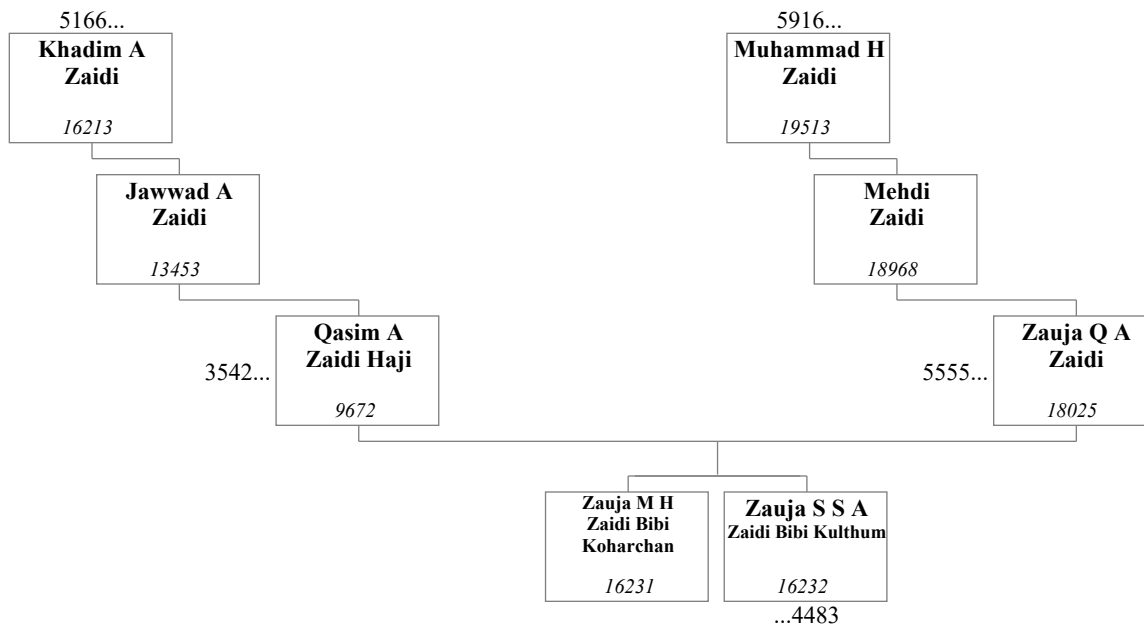 5166...
Khadim A
Zaidi
16213
5916...
Muhammad H
Zaidi
19513
Jawwad A
Zaidi
13453
Mehdi
Zaidi
18968
3542...
Qasim A
Zaidi Haji
9672
5555...
Zauja Q A
Zaidi
18025
Zauja M H
Zaidi Bibi
Koharchan
16231
Zauja S S A
Zaidi Bibi Kulthum
16232
...4483